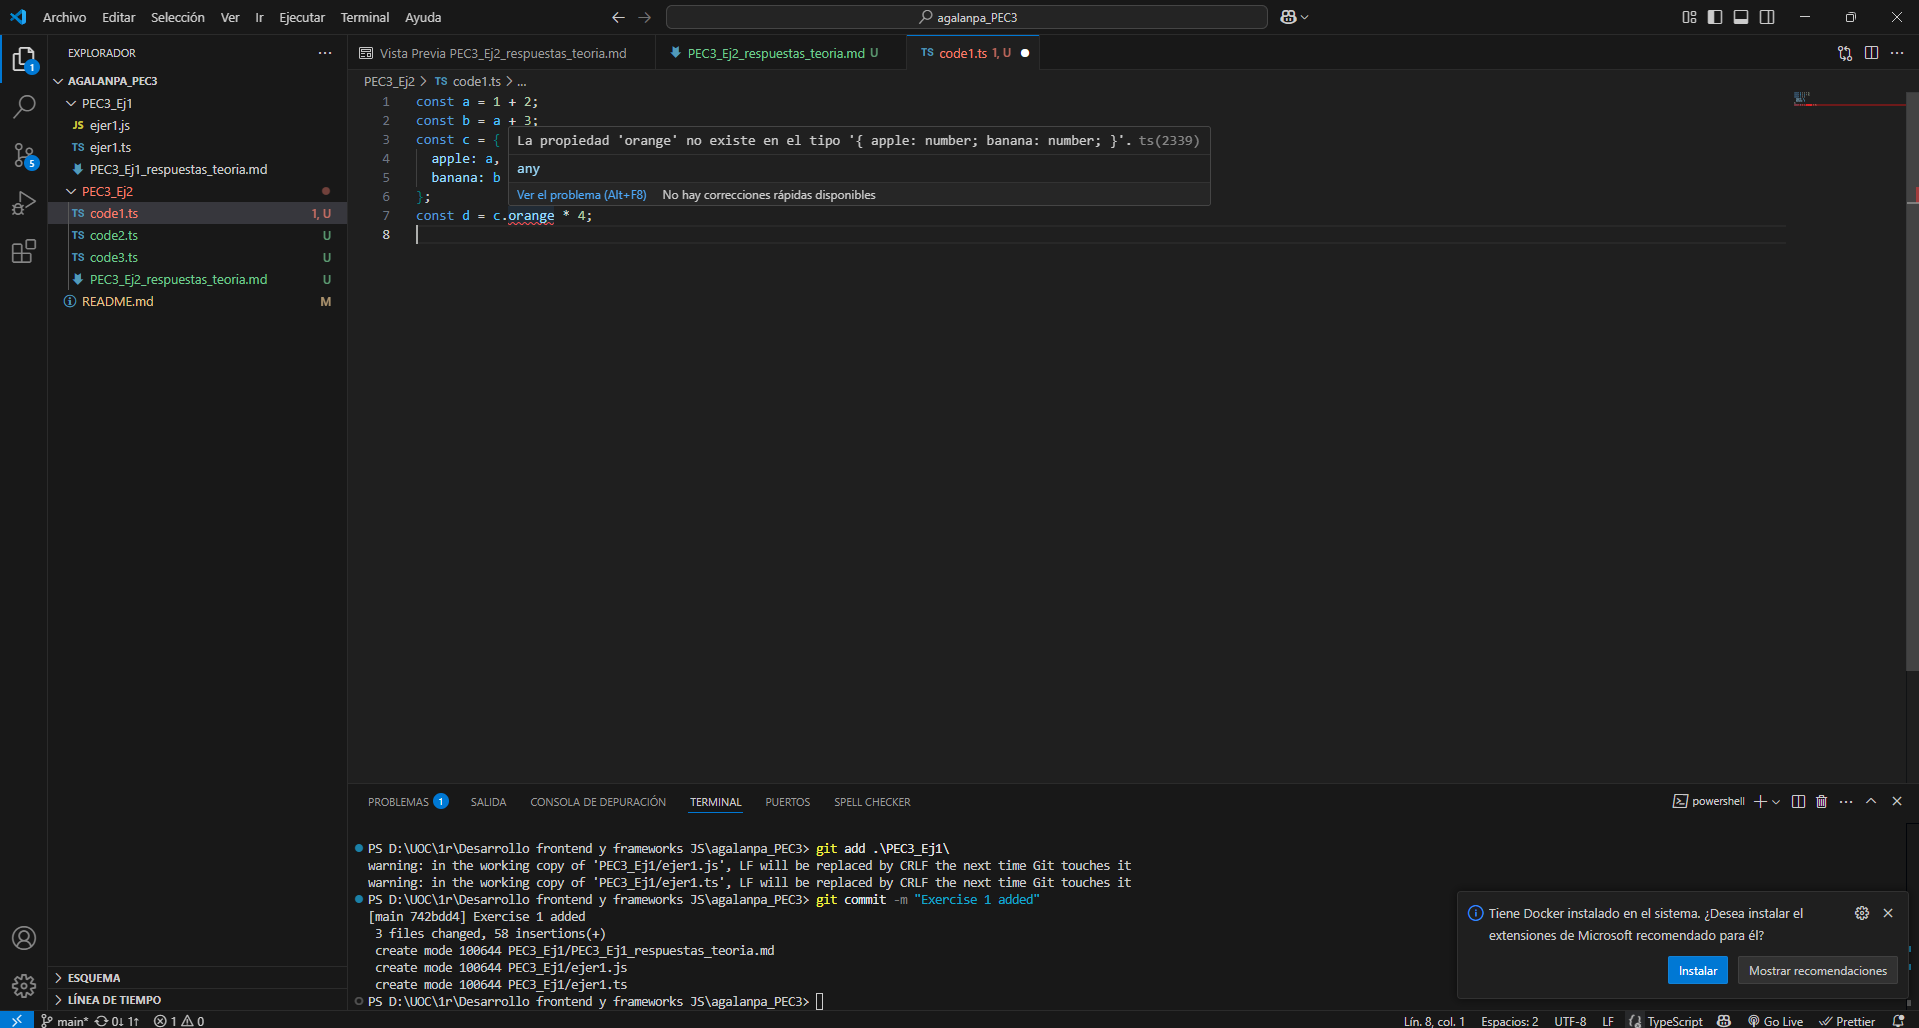 Archivo Editar Selección Ver Ir Ejecutar Terminal Ayuda
agalanpa_PEC3
EXPLORADOR
AGALANPA_PEC3
PEC3_Ej1
JS ejer1.js
TS ejer1.ts
PEC3_Ej1_respuestas_teoria.md
PEC3_Ej2
TS code1.ts 1, U
TS code2.ts U
TS code3.ts U
PEC3_Ej2_respuestas_teoria.md U
README.md M
1
5
ESQUEMA
LÍNEA DE TIEMPO
Vista Previa PEC3_Ej2_respuestas_teoria.md
PEC3_Ej2_respuestas_teoria.md U
TS code1.ts 1, U
PEC3_Ej2 > TS code1.ts > ...
1 const a = 1 + 2;
2 const b = a + 3;
3 const c = {
4 apple: a,
5 banana: b
6 };
7 const d = c.orange * 4;
8
La propiedad 'orange' no existe en el tipo '{ apple: number; banana: number; }'. ts(2339)
any
Ver el problema (Alt+F8) No hay correcciones rápidas disponibles
PROBLEMAS 1 SALIDA CONSOLA DE DEPURACIÓN TERMINAL PUERTOS SPELL CHECKER
powershell
PS D:\UOC\1r\Desarrollo frontend y frameworks JS\agalanpa_PEC3> git add .\PEC3_Ej1\
warning: in the working copy of 'PEC3_Ej1/ejer1.js', LF will be replaced by CRLF the next time Git touches it
warning: in the working copy of 'PEC3_Ej1/ejer1.ts', LF will be replaced by CRLF the next time Git touches it
PS D:\UOC\1r\Desarrollo frontend y frameworks JS\agalanpa_PEC3> git commit -m "Exercise 1 added"
[main 742bdd4] Exercise 1 added
3 files changed, 58 insertions(+)
create mode 100644 PEC3_Ej1/PEC3_Ej1_respuestas_teoria.md
create mode 100644 PEC3_Ej1/ejer1.js
create mode 100644 PEC3_Ej1/ejer1.ts
PS D:\UOC\1r\Desarrollo frontend y frameworks JS\agalanpa_PEC3>
Tiene Docker instalado en el sistema. ¿Desea instalar el
extensiones de Microsoft recomendado para él?
Instalar Mostrar recomendaciones
main* 0↓ 1↑ 1 0
Lín. 8, col. 1 Espacios: 2 UTF-8 LF TypeScript Go Live Prettier